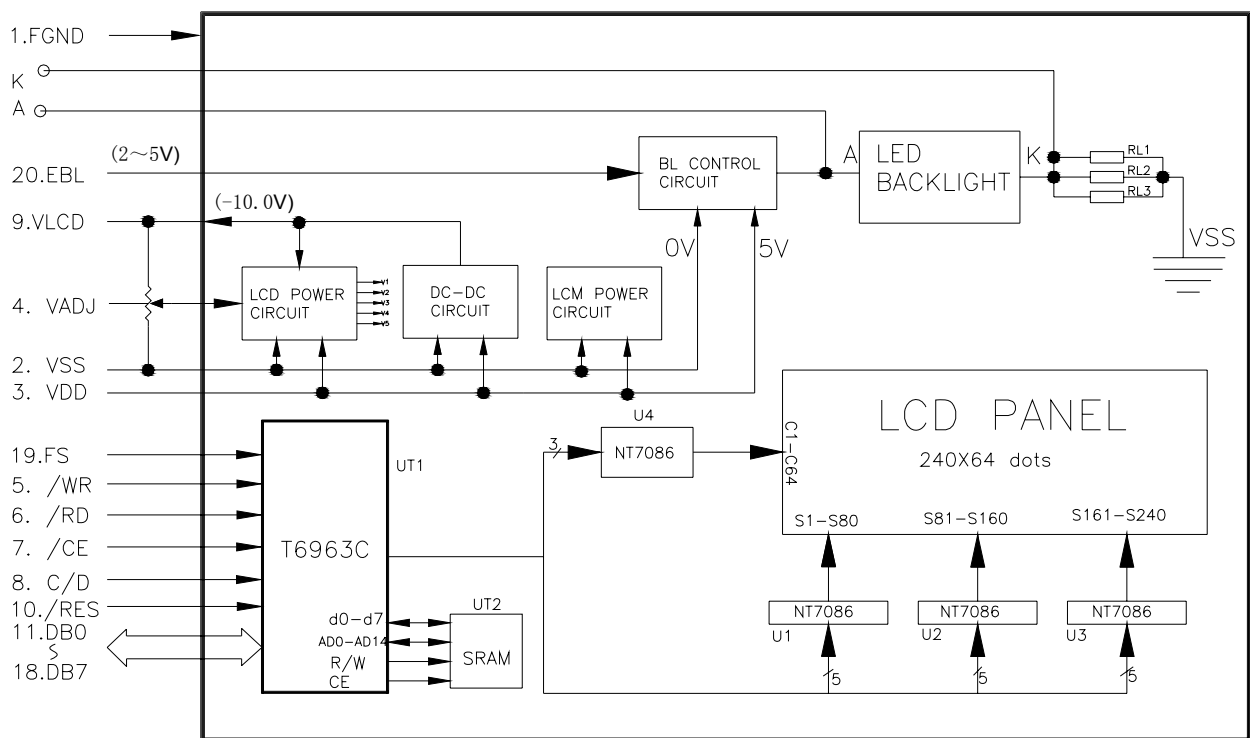 1.FGND
K
A
(2～5V)
20.EBL
(-10.0V)
9.VLCD
4. VADJ
2. VSS
3. VDD
BL CONTROL
CIRCUIT
A
LED
BACKLIGHT
K
RL1
RL2
RL3
VSS
0V
5V
LCD POWER
CIRCUIT
V1
V2
V3
V4
V5
DC-DC
CIRCUIT
LCM POWER
CIRCUIT
19.FS
5. /WR
6. /RD
7. /CE
8. C/D
10./RES
11.DB0
～
18.DB7
UT1
T6963C
d0-d7
AD0-AD14
R/W
CE
UT2
SRAM
3
U4
NT7086
C1-C64
LCD PANEL
240X64 dots
S1-S80
S81-S160
S161-S240
NT7086
U1
NT7086
U2
NT7086
U3
5
5
5